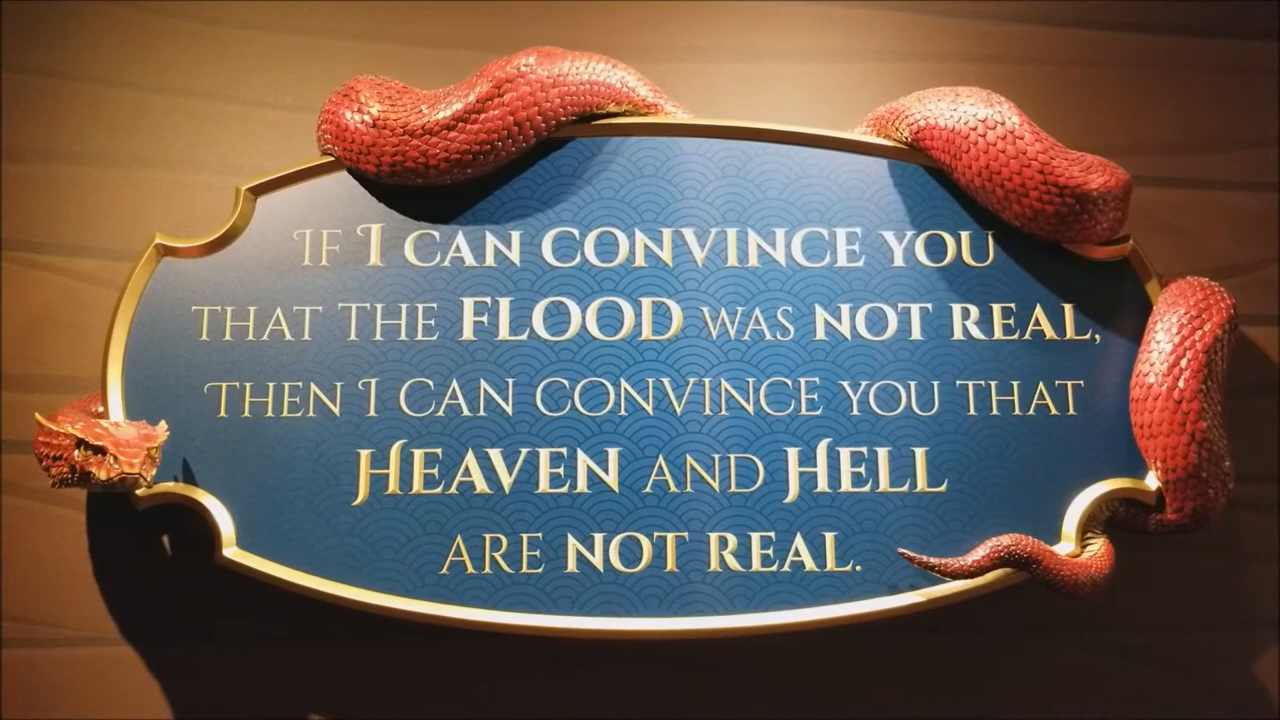 IF I CAN CONVINCE YOU
THAT THE FLOOD WAS NOT REAL,
THEN I CAN CONVINCE YOU THAT
HEAVEN AND HELL
ARE NOT REAL.